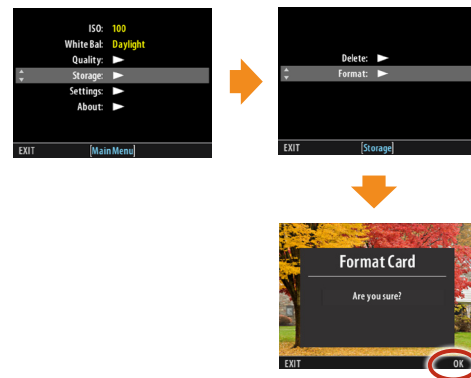 ISO: 100
White Bal: Daylight
Quality:
Storage:
Settings:
About:
EXIT [Main Menu]
Delete:
Format:
EXIT [Storage]
Format Card
Are you sure?
EXIT OK